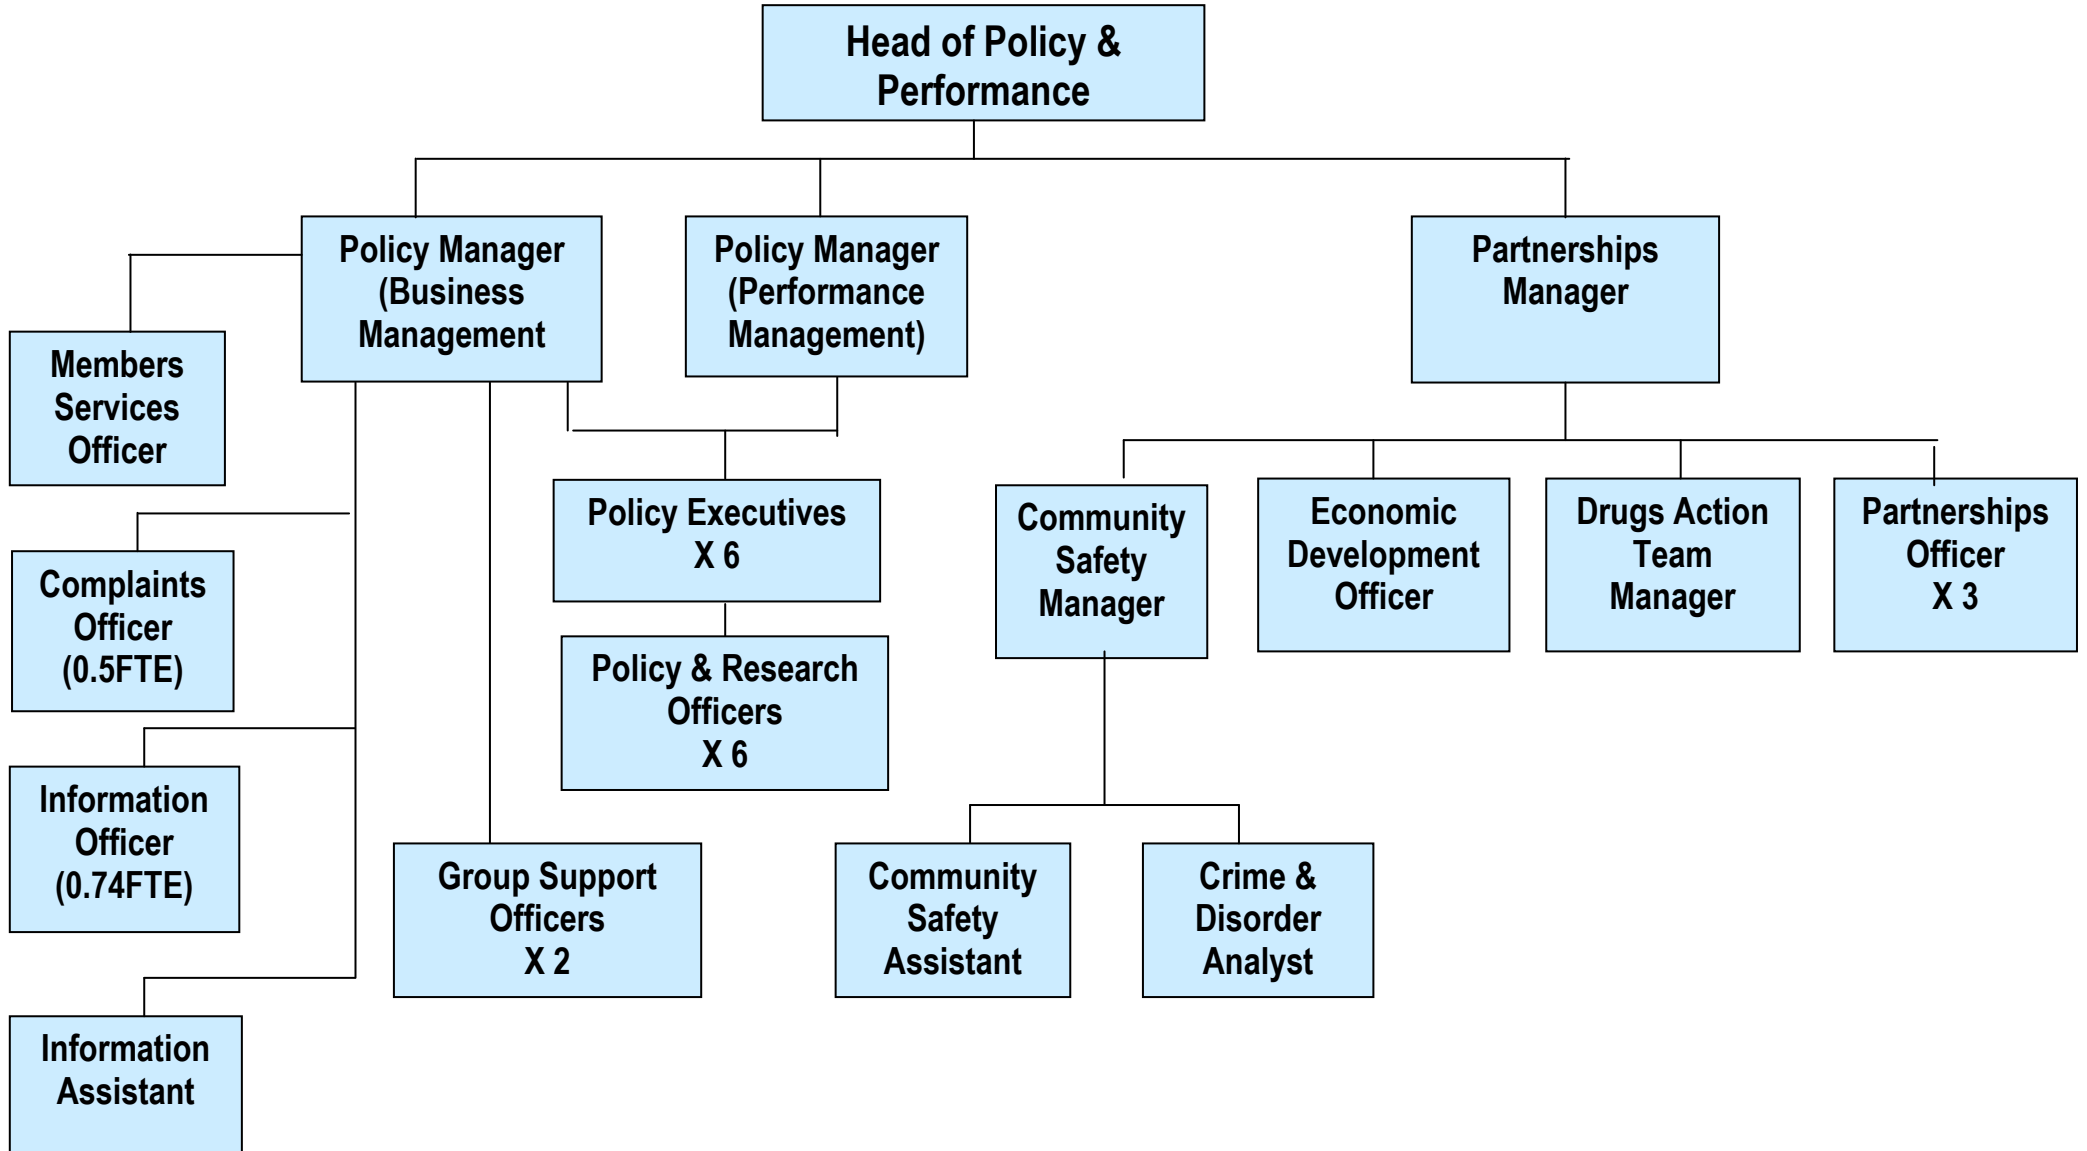 Head of Policy &
Performance
Policy Manager
(Business
Management
Policy Manager
(Performance
Management)
Partnerships
Manager
Members
Services
Officer
Policy Executives
X 6
Community
Safety
Manager
Economic
Development
Officer
Drugs Action
Team
Manager
Partnerships
Officer
X 3
Complaints
Officer
(0.5FTE)
Policy & Research
Officers
X 6
Information
Officer
(0.74FTE)
Group Support
Officers
X 2
Community
Safety
Assistant
Crime &
Disorder
Analyst
Information
Assistant